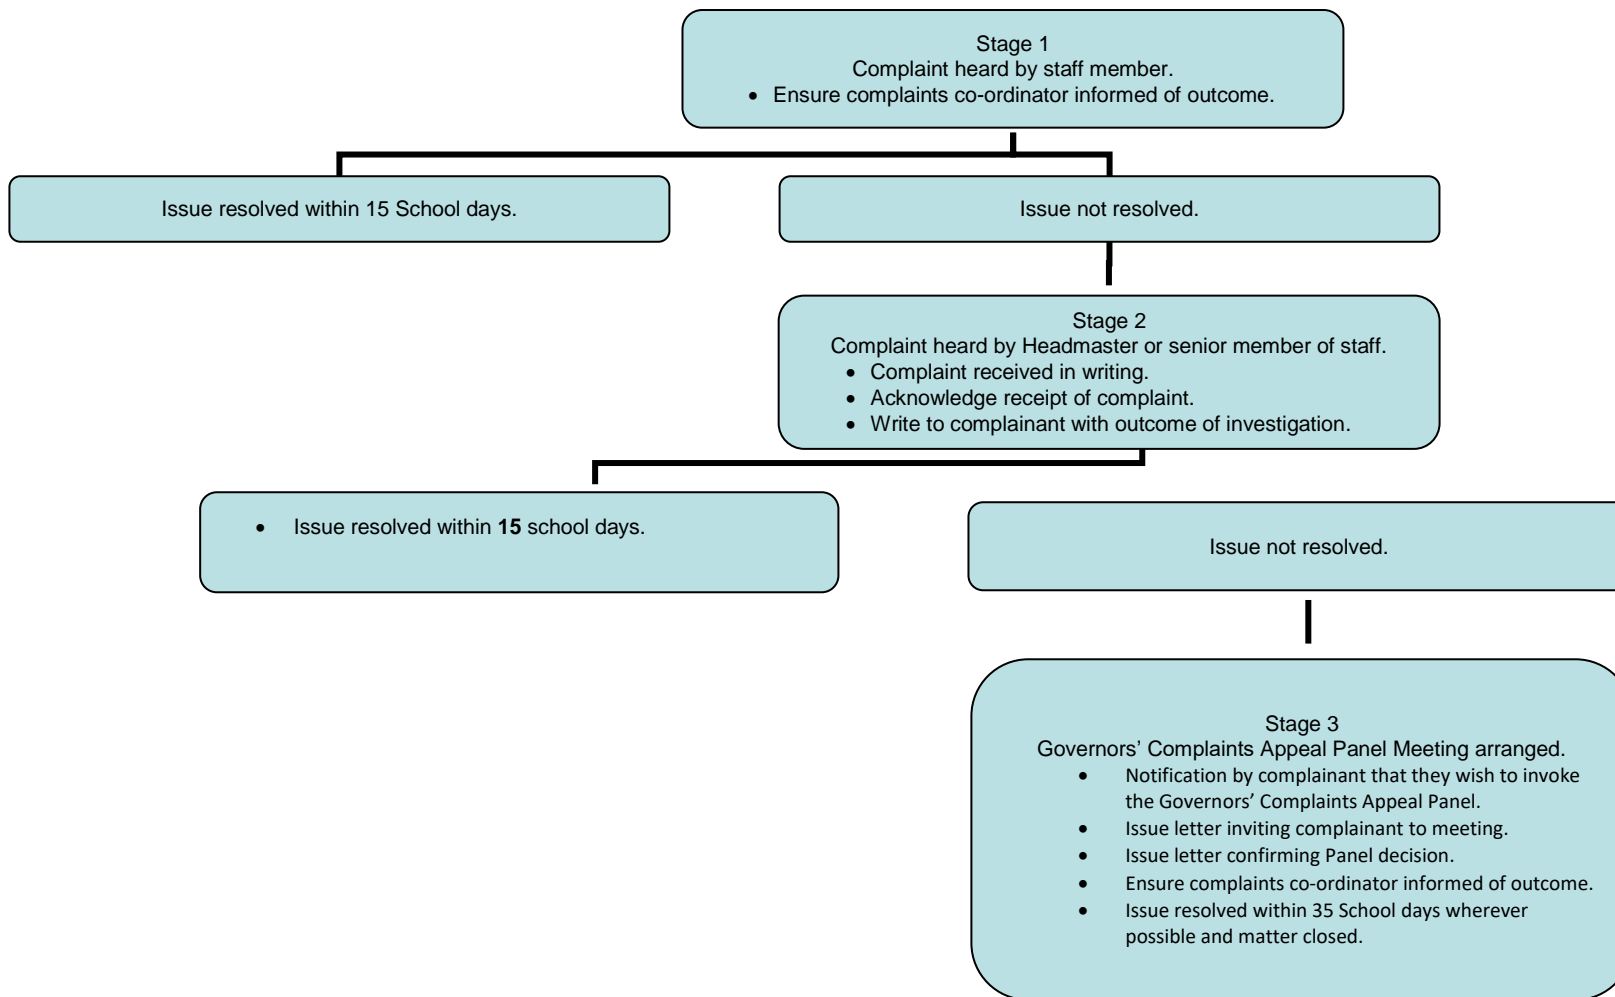 Stage 1
Complaint heard by staff member.
• Ensure complaints co-ordinator informed of outcome.
Issue resolved within 15 School days.
Issue not resolved.
Stage 2
Complaint heard by Headmaster or senior member of staff.
• Complaint received in writing.
• Acknowledge receipt of complaint.
• Write to complainant with outcome of investigation.
• Issue resolved within 15 school days.
Issue not resolved.
Stage 3
Governors’ Complaints Appeal Panel Meeting arranged.
• Notification by complainant that they wish to invoke
the Governors’ Complaints Appeal Panel.
• Issue letter inviting complainant to meeting.
• Issue letter confirming Panel decision.
• Ensure complaints co-ordinator informed of outcome.
• Issue resolved within 35 School days wherever
possible and matter closed.